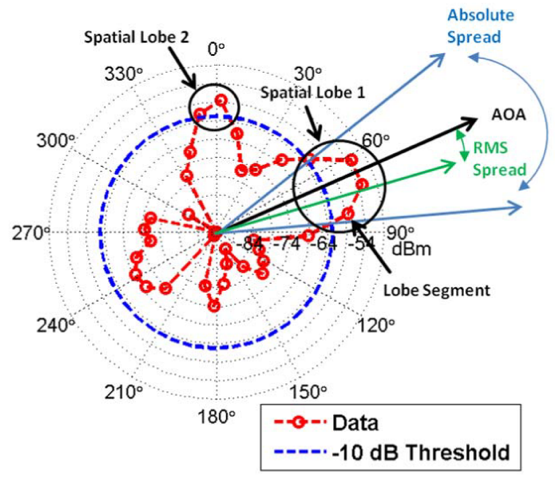 Absolute
Spread
Spatial Lobe 2
0°
330°
30°
Spatial Lobe 1
AOA
60°
300°
RMS
Spread
270°
-84 -74 -64 -54
90°
dBm
Lobe Segment
240°
120°
210°
150°
180°
Data
-10 dB Threshold